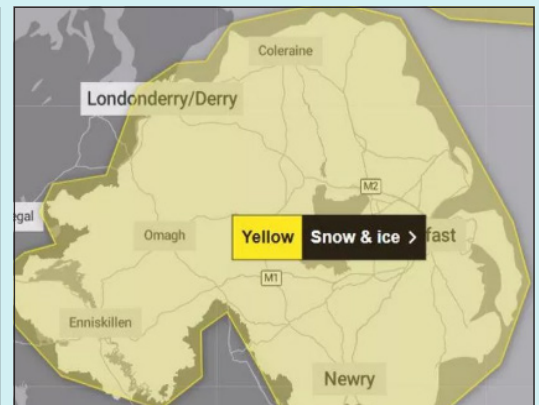 Coleraine
Londonderry/Derry
M2
egal
Omagh
Yellow Snow & ice >
fast
M1
Enniskillen
Newry